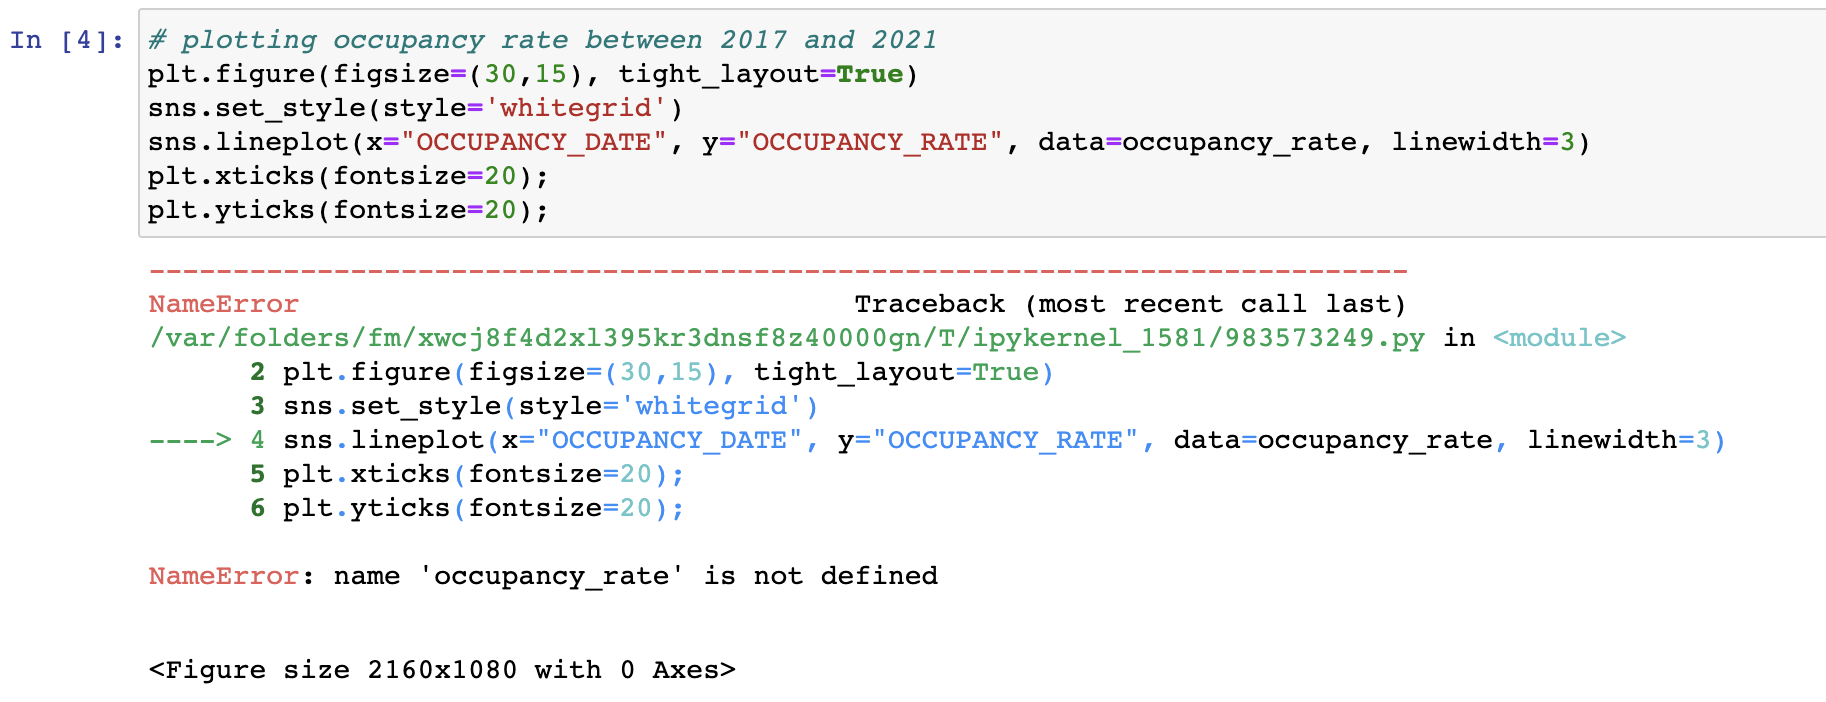 In [4]: # plotting occupancy rate between 2017 and 2021
plt.figure(figsize=(30,15), tight_layout=True)
sns.set_style(style='whitegrid')
sns.lineplot(x="OCCUPANCY_DATE", y="OCCUPANCY_RATE", data=occupancy_rate, linewidth=3)
plt.xticks(fontsize=20);
plt.yticks(fontsize=20);
---------------------------------------------------------------------------
NameError                                 Traceback (most recent call last)
/var/folders/fm/xwcj8f4d2xl395kr3dnsf8z40000gn/T/ipykernel_1581/983573249.py in <module>
      2 plt.figure(figsize=(30,15), tight_layout=True)
      3 sns.set_style(style='whitegrid')
----> 4 sns.lineplot(x="OCCUPANCY_DATE", y="OCCUPANCY_RATE", data=occupancy_rate, linewidth=3)
      5 plt.xticks(fontsize=20);
      6 plt.yticks(fontsize=20);
NameError: name 'occupancy_rate' is not defined
<Figure size 2160x1080 with 0 Axes>